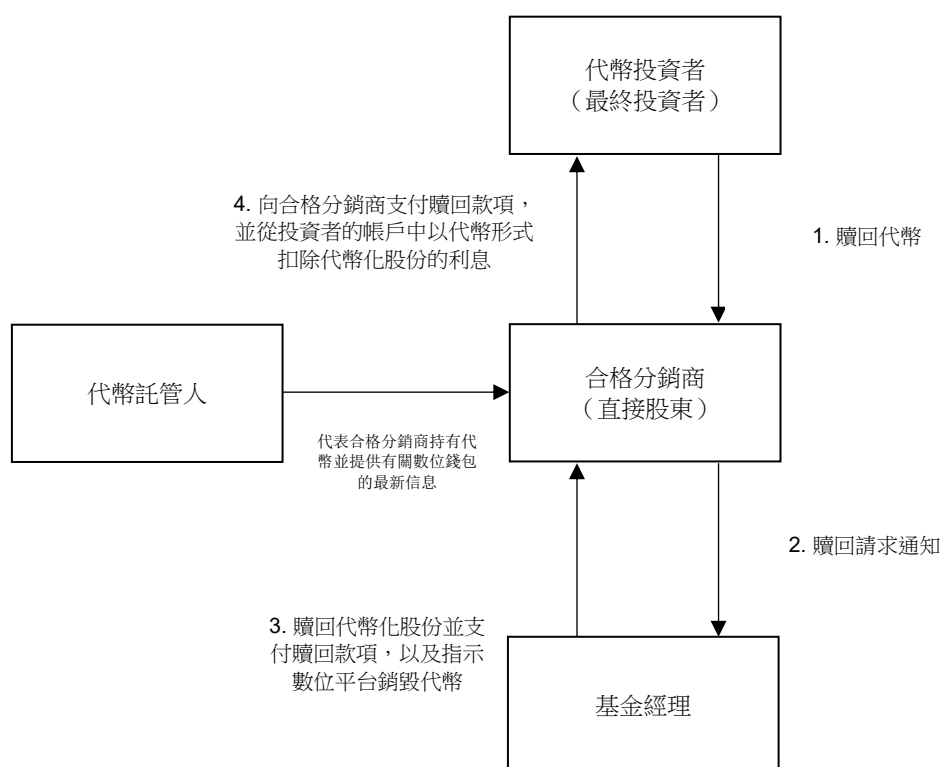 代幣投資者
（最終投資者）
4. 向合格分銷商支付贖回款項，
並從投資者的帳戶中以代幣形式
扣除代幣化股份的利息
1. 贖回代幣
代幣託管人
合格分銷商
（直接股東）
代表合格分銷商持有代
幣並提供有關數位錢包
的最新信息
2. 贖回請求通知
3. 贖回代幣化股份並支
付贖回款項，以及指示
數位平台銷毀代幣
基金經理